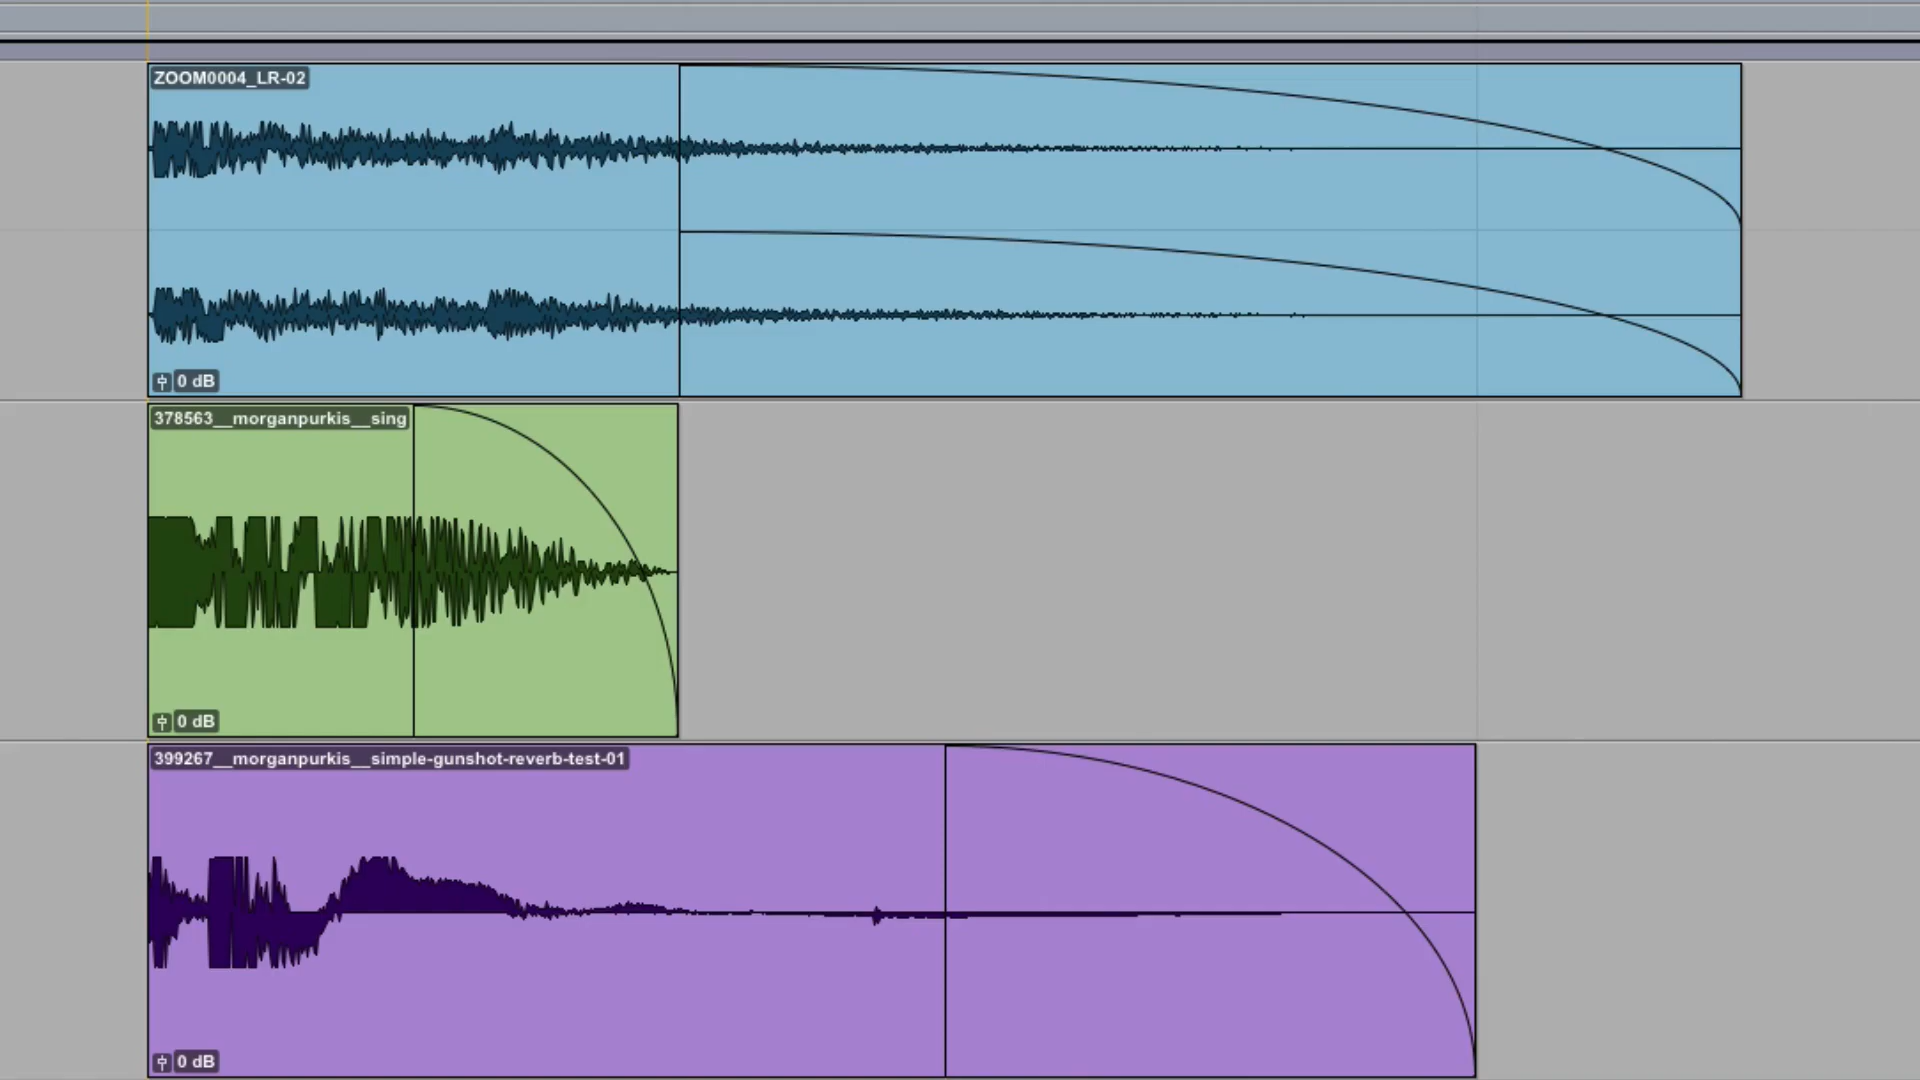 ZOOM0004_LR-02
0 dB
378563__morganpurkis__sing
0 dB
399267__morganpurkis__simple-gunshot-reverb-test-01
0 dB